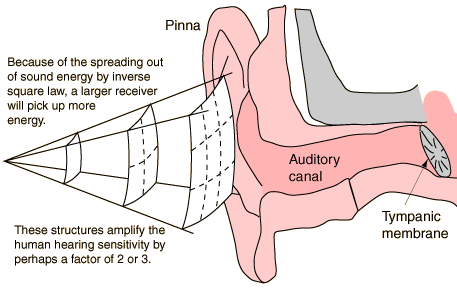 Pinna
Because of the spreading out
of sound energy by inverse
square law, a larger receiver
will pick up more
energy.
Auditory
canal
Tympanic
membrane
These structures amplify the
human hearing sensitivity by
perhaps a factor of 2 or 3.